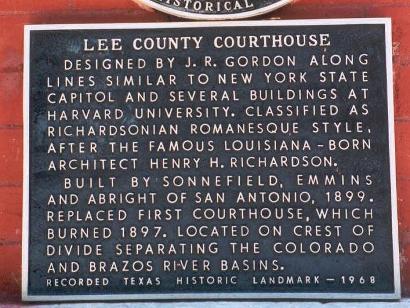 HISTORICAL
LEE COUNTY COURTHOUSE
DESIGNED BY J. R. GORDON ALONG
LINES SIMILAR TO NEW YORK STATE
CAPITOL AND SEVERAL BUILDINGS AT
HARVARD UNIVERSITY. CLASSIFIED AS
RICHARDSONIAN ROMANESQUE STYLE,
AFTER THE FAMOUS LOUISIANA-BORN
ARCHITECT HENRY H. RICHARDSON.
BUILT BY SONNEFIELD, EMMINS
AND ABRIGHT OF SAN ANTONIO, 1899.
REPLACED FIRST COURTHOUSE, WHICH
BURNED 1897. LOCATED ON CREST OF
DIVIDE SEPARATING THE COLORADO
AND BRAZOS RIVER BASINS.
RECORDED TEXAS HISTORIC LANDMARK-1968